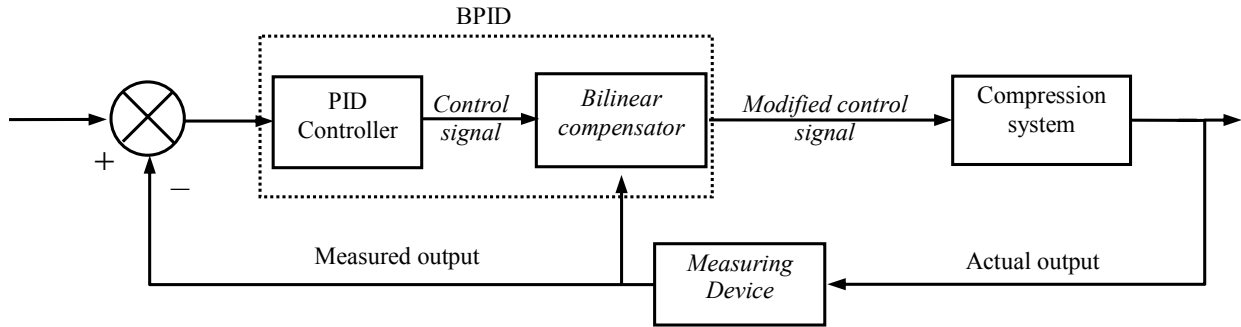 BPID
PID
Controller
Control
signal
Bilinear
compensator
Modified control
signal
Compression
system
+
−
Measured output
Measuring
Device
Actual output